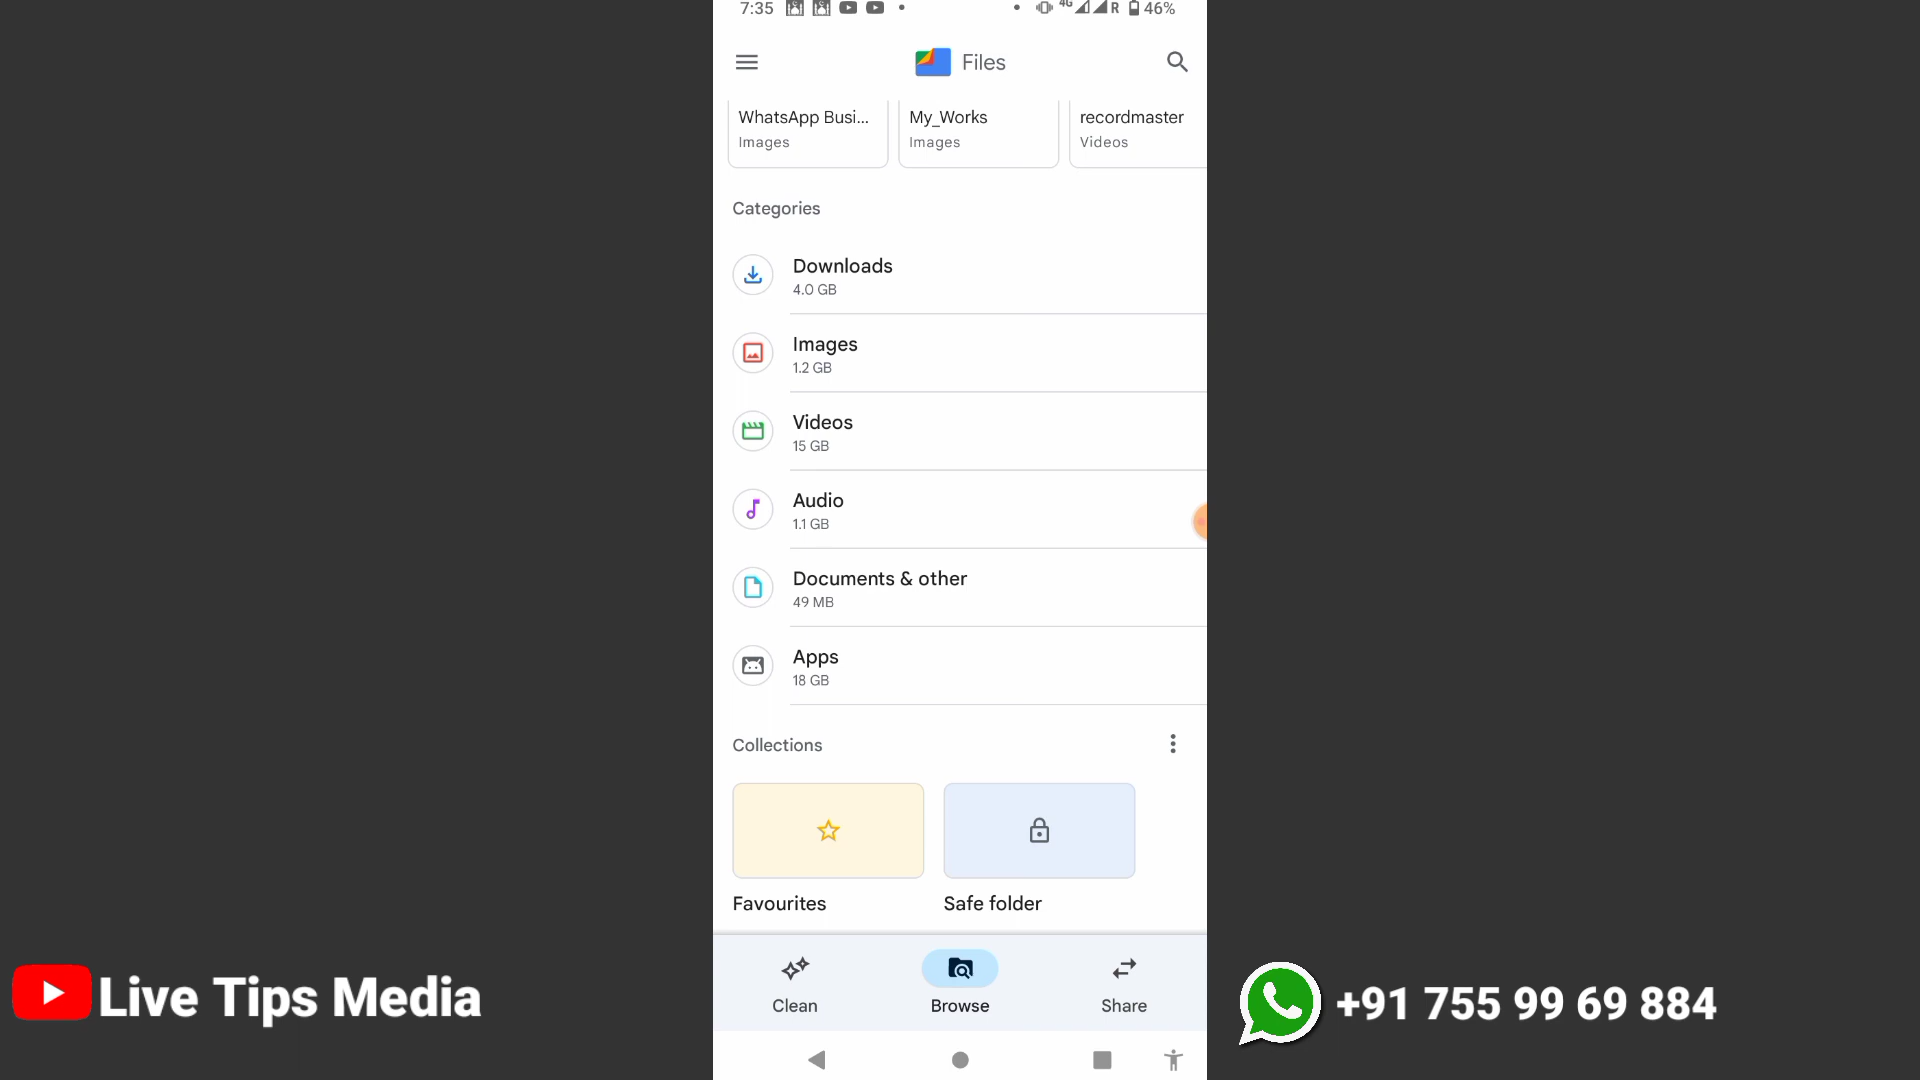 7:35 4G R 46%
Files
WhatsApp Busi... My_Works recordmaster
Images Images Videos
Categories
Downloads
4.0 GB
Images
1.2 GB
Videos
15 GB
Audio
1.1 GB
Documents & other
49 MB
Apps
18 GB
Collections
Favourites Safe folder
Clean Browse Share
Live Tips Media
+91 755 99 69 884